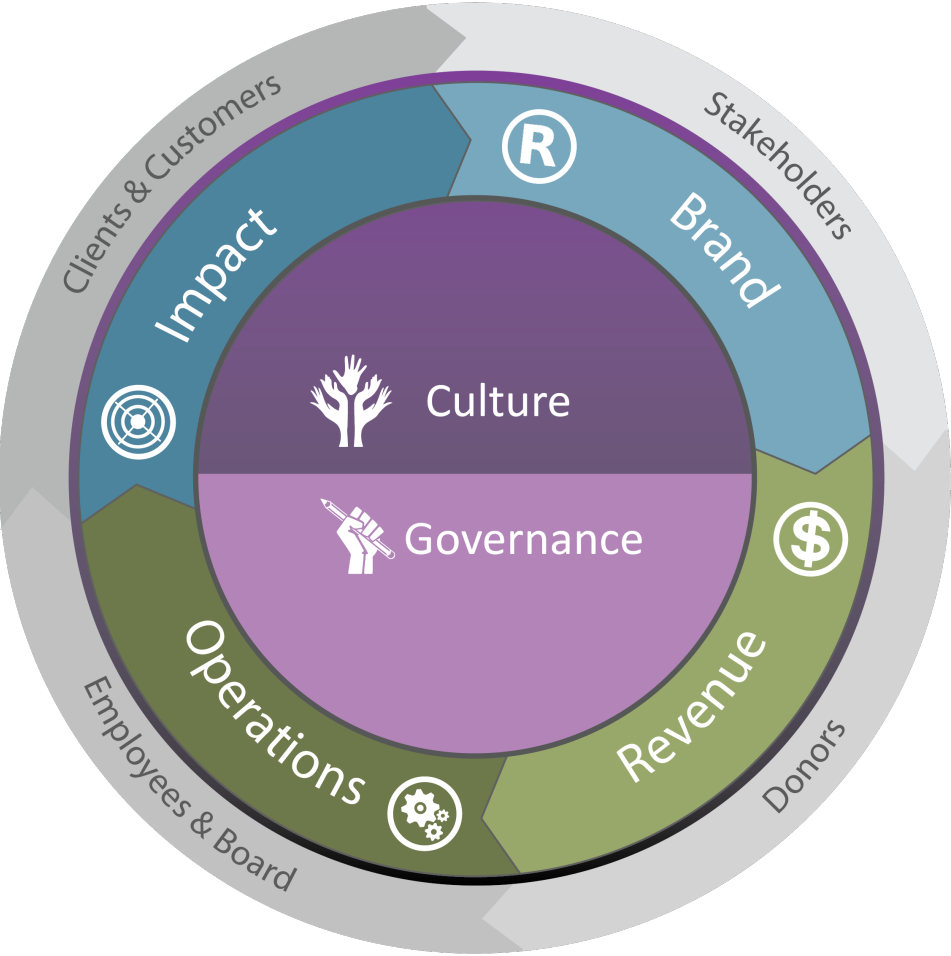 Clients & Customers
Stakeholders
Impact
R
Brand
Culture
$
Governance
Operations
Revenue
Employees & Board
Donors